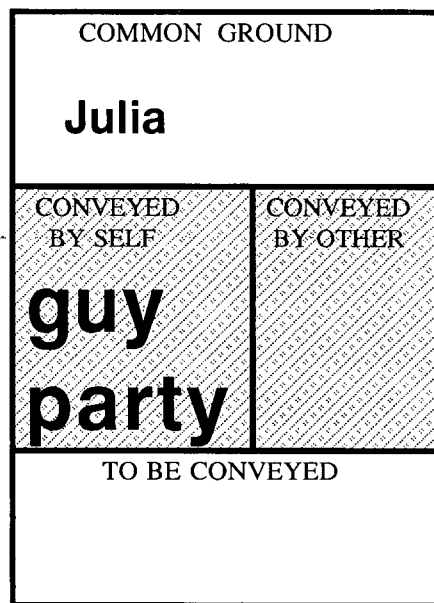 COMMON GROUND
Julia
CONVEYED
BY SELF
CONVEYED
BY OTHER
guy
party
TO BE CONVEYED